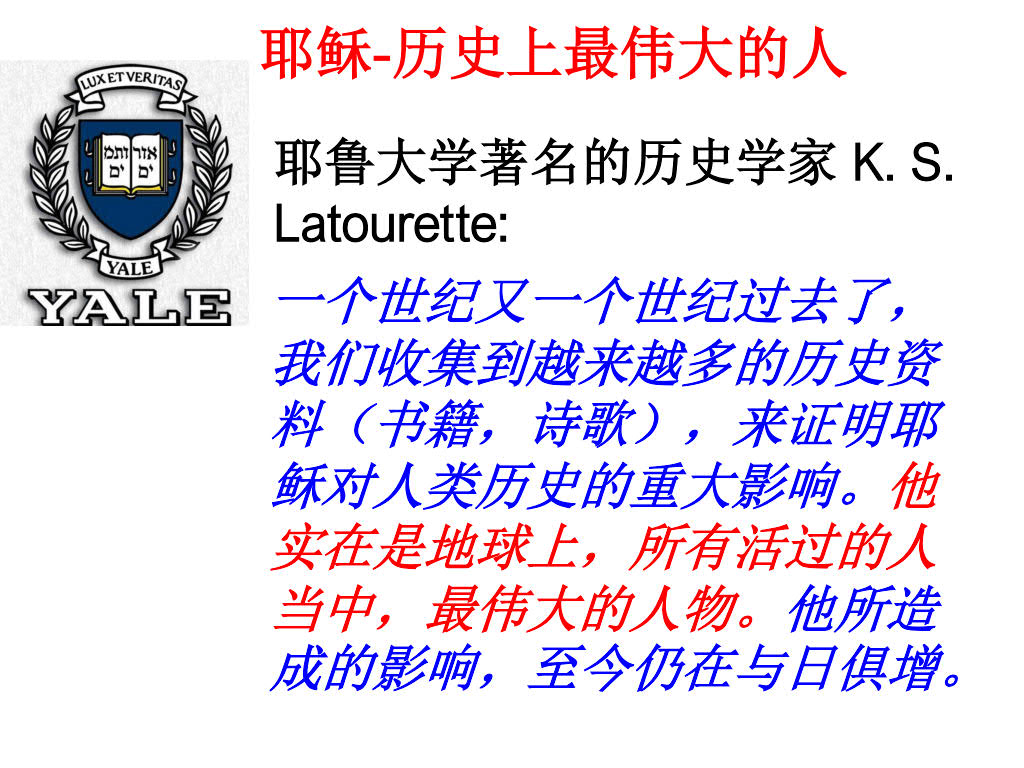 耶稣-历史上最伟大的人
LUX ET VERITAS
אור ותמ
ים ים
YALE
YALE
耶鲁大学著名的历史学家 K. S.
Latourette:
一个世纪又一个世纪过去了，
我们收集到越来越多的历史资
料（书籍，诗歌），来证明耶
稣对人类历史的重大影响。他
实在是地球上，所有活过的人
当中，最伟大的人物。他所造
成的影响，至今仍在与日俱增。